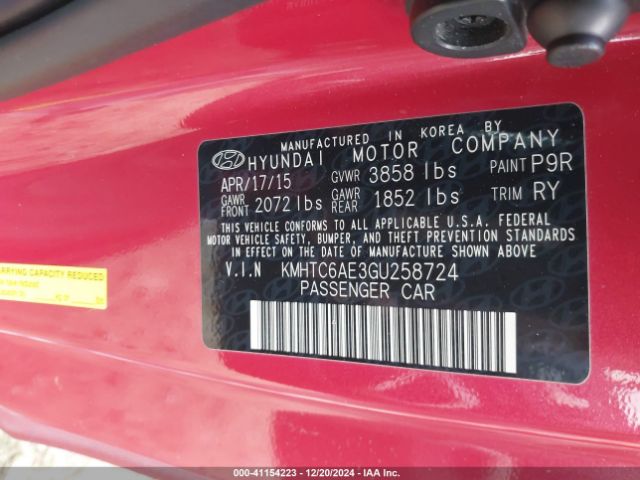 MANUFACTURED IN KOREA BY
HYUNDAI MOTOR COMPANY
APR/17/15 GVWR 3858 lbs PAINT P9R
GAWR FRONT 2072 lbs GAWR REAR 1852 lbs TRIM RY
THIS VEHICLE CONFORMS TO ALL APPLICABLE U.S.A. FEDERAL
MOTOR VEHICLE SAFETY, BUMPER, AND THEFT PREVENTION STANDARDS
IN EFFECT ON THE DATE OF MANUFACTURE SHOWN ABOVE.
V.I.N KMHTC6AE3GU258724
PASSENGER CAR
CARRYING CAPACITY REDUCED
000-41154223 - 12/20/2024 - IAA Inc.